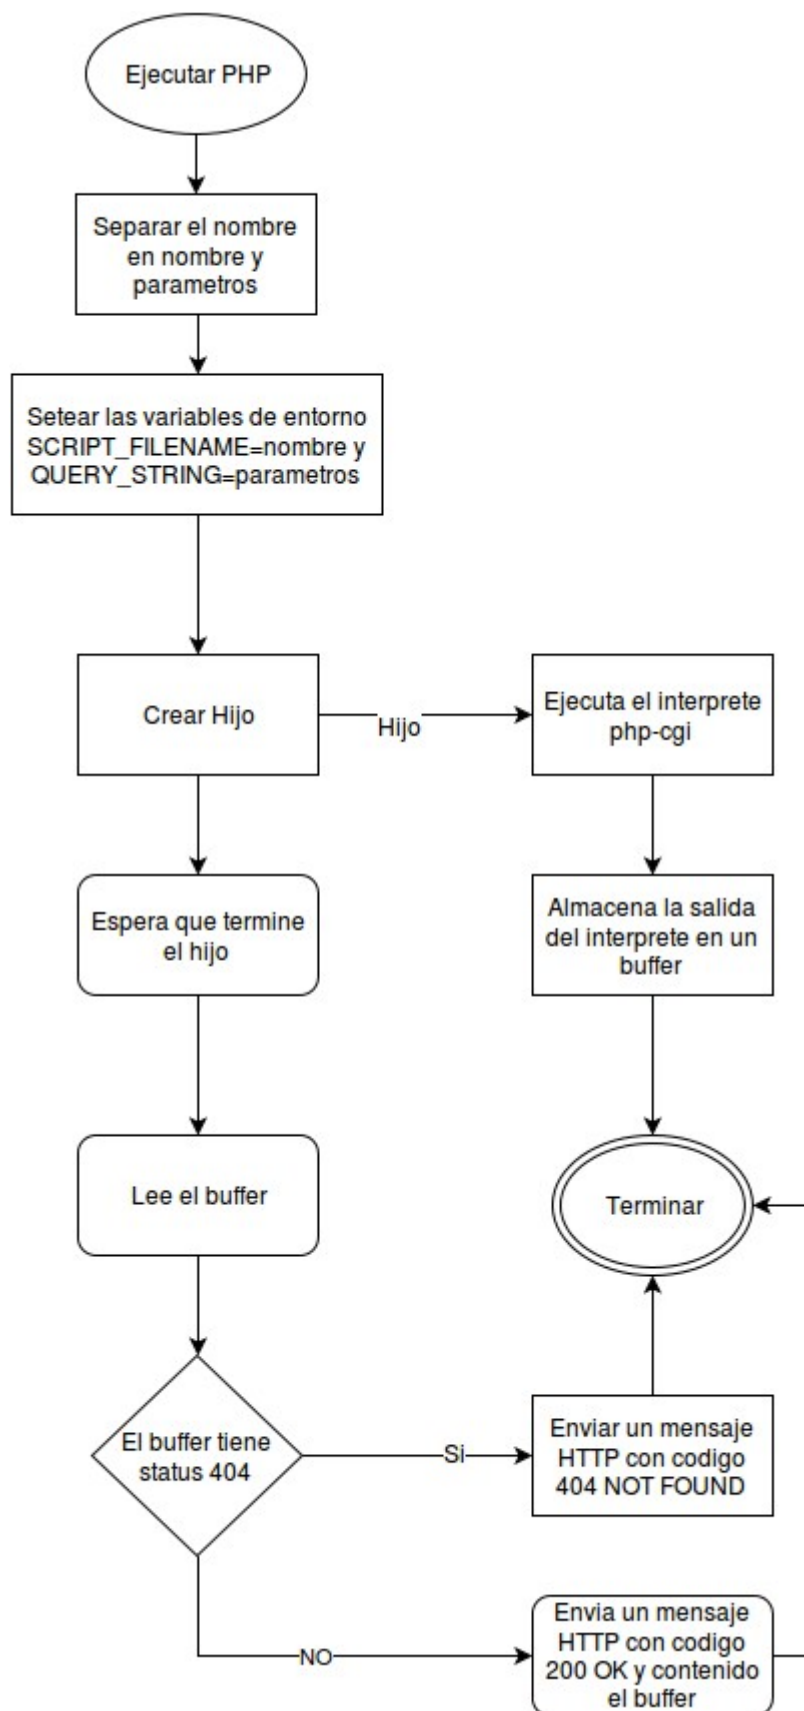 Ejecutar PHP
Separar el nombre
en nombre y
parametros
Setear las variables de entorno
SCRIPT_FILENAME=nombre y
QUERY_STRING=parametros
Crear Hijo
Hijo
Ejecuta el interprete
php-cgi
Espera que termine
el hijo
Almacena la salida
del interprete en un
buffer
Lee el buffer
Terminar
El buffer tiene
status 404
Si
Enviar un mensaje
HTTP con codigo
404 NOT FOUND
NO
Envia un mensaje
HTTP con codigo
200 OK y contenido
el buffer